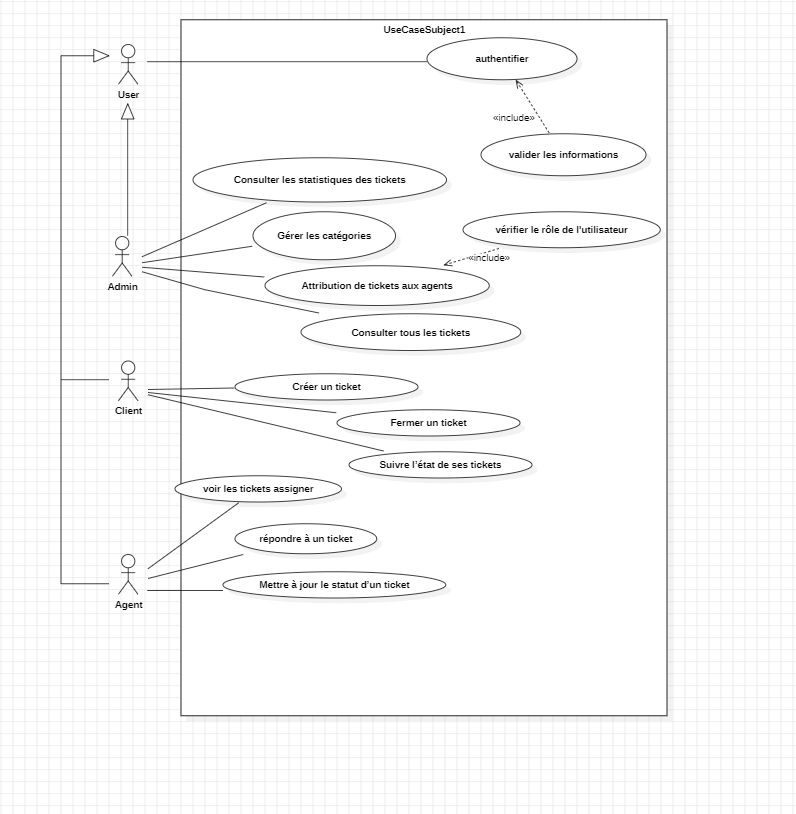 UseCaseSubject1
authentifier
User
«include»
valider les informations
Consulter les statistiques des tickets
Gérer les catégories
vérifier le rôle de l’utilisateur
«include»
Admin
Attribution de tickets aux agents
Consulter tous les tickets
Créer un ticket
Client
Fermer un ticket
Suivre l’état de ses tickets
voir les tickets assigner
répondre à un ticket
Mettre à jour le statut d’un ticket
Agent